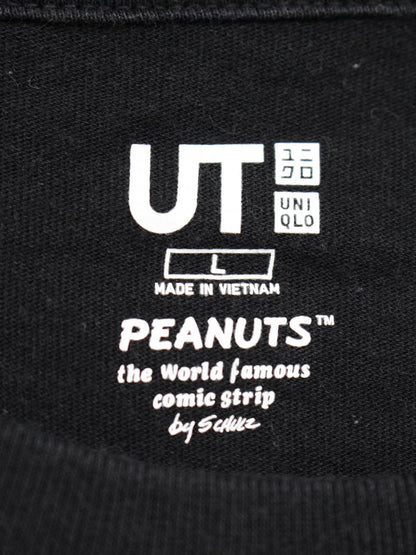 UT
ユニ
クロ
UNI
QLO
L
MADE IN VIETNAM
PEANUTS™
the World famous
comic strip
by SCHULZ